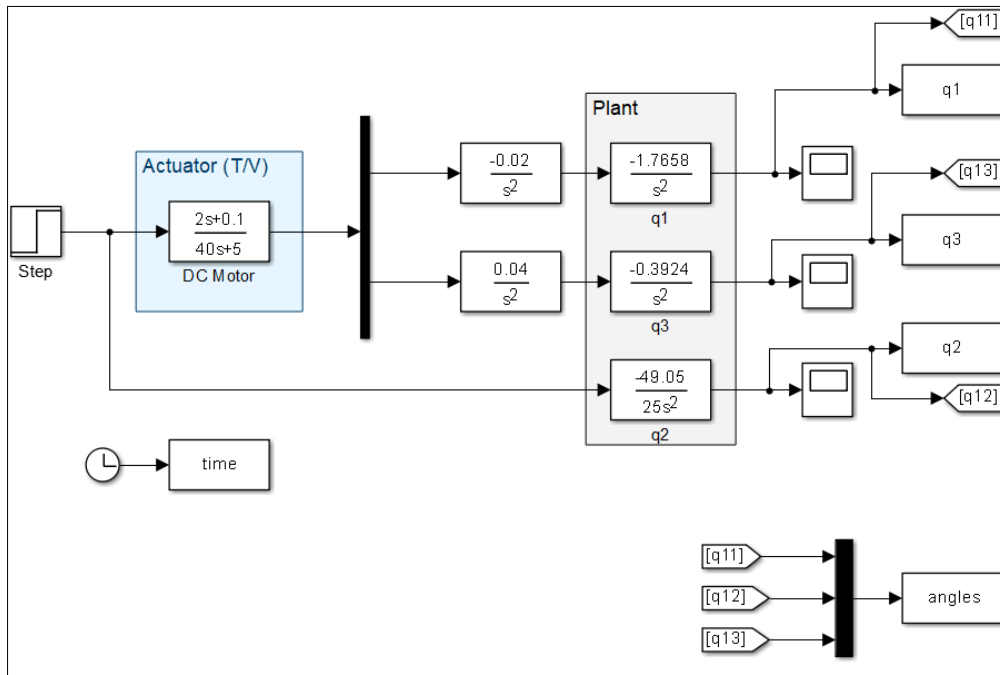 [q11]
q1
Plant
Actuator (T/V)
-0.02
s²
-1.7658
s²
q1
[q13]
2s+0.1
40s+5
DC Motor
Step
q3
0.04
s²
-0.3924
s²
q3
q2
-49.05
25s²
q2
[q12]
time
[q11]
[q12]
[q13]
angles